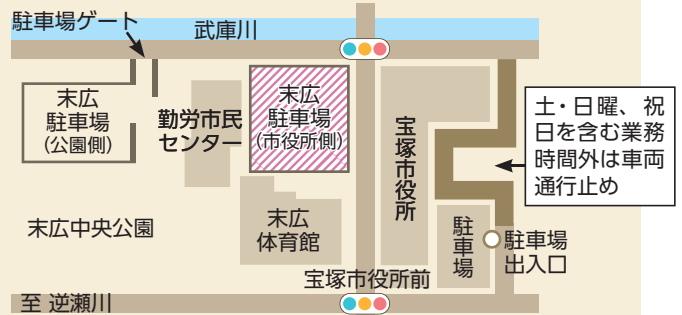 駐車場ゲート
武庫川
末広
駐車場
(公園側)
勤労市民
センター
末広
駐車場
(市役所側)
宝塚市役所
土・日曜、祝
日を含む業務
時間外は車両
通行止め
末広中央公園
末広
体育館
駐車場
駐車場
出入口
宝塚市役所前
至 逆瀬川